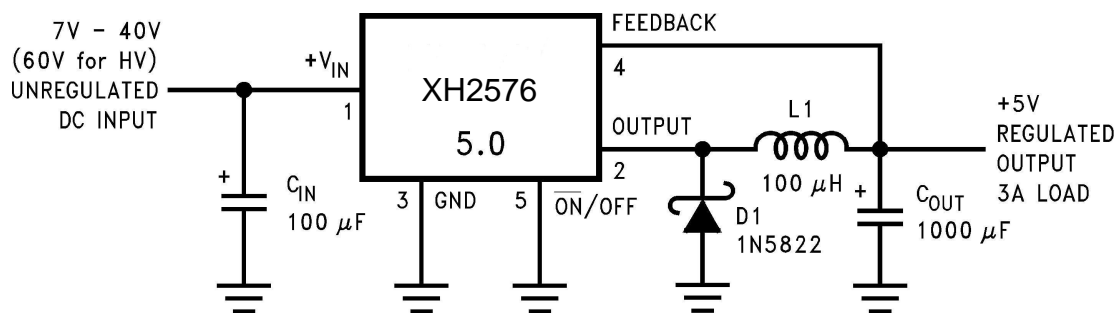 7V – 40V
(60V for HV)
UNREGULATED
DC INPUT
+VIN
1
XH2576
5.0
FEEDBACK
4
OUTPUT
2
3
GND
5
ON/OFF
+
CIN
100 μF
L1
100 μH
D1
1N5822
+
COUT
1000 μF
+5V
REGULATED
OUTPUT
3A LOAD